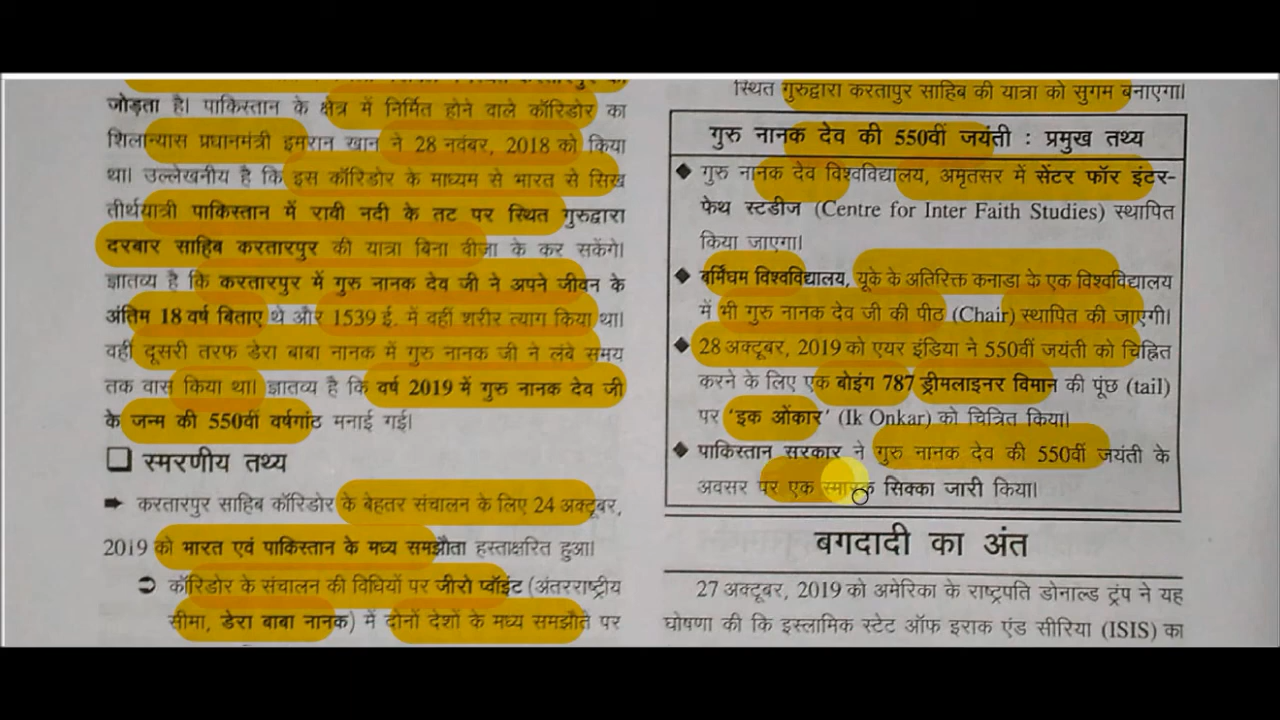 जोड़ता है। पाकिस्तान के क्षेत्र में निर्मित होने वाले कॉरिडोर का
शिलान्यास प्रधानमंत्री इमरान खान ने 28 नवंबर, 2018 को किया
था। उल्लेखनीय है कि इस कॉरिडोर के माध्यम से भारत से सिख
तीर्थयात्री पाकिस्तान में रावी नदी के तट पर स्थित गुरुद्वारा
दरबार साहिब करतारपुर की यात्रा बिना वीजा के कर सकेंगे।
ज्ञातव्य है कि करतारपुर में गुरु नानक देव जी ने अपने जीवन के
अंतिम 18 वर्ष बिताए थे और 1539 ई. में वहीं शरीर त्याग किया था।
वहीं दूसरी तरफ डेरा बाबा नानक में गुरु नानक जी ने लंबे समय
तक वास किया था। ज्ञातव्य है कि वर्ष 2019 में गुरु नानक देव जी
के जन्म की 550वीं वर्षगांठ मनाई गई।
स्मरणीय तथ्य
करतारपुर साहिब कॉरिडोर के बेहतर संचालन के लिए 24 अक्टूबर,
2019 को भारत एवं पाकिस्तान के मध्य समझौता हस्ताक्षरित हुआ।
कॉरिडोर के संचालन की विधियों पर जीरो प्वॉइंट (अंतरराष्ट्रीय
सीमा, डेरा बाबा नानक) में दोनों देशों के मध्य समझौते पर
स्थित गुरुद्वारा करतापुर साहिब की यात्रा को सुगम बनाएगा।
गुरु नानक देव की 550वीं जयंती : प्रमुख तथ्य
◆ गुरु नानक देव विश्वविद्यालय, अमृतसर में सेंटर फॉर इंटर-
फेथ स्टडीज (Centre for Inter Faith Studies) स्थापित
किया जाएगा।
◆ बर्मिंघम विश्वविद्यालय, यूके के अतिरिक्त कनाडा के एक विश्वविद्यालय
में भी गुरु नानक देव जी की पीठ (Chair) स्थापित की जाएगी।
◆ 28 अक्टूबर, 2019 को एयर इंडिया ने 550वीं जयंती को चिह्नित
करने के लिए एक बोइंग 787 ड्रीमलाइनर विमान की पूंछ (tail)
पर 'इक ओंकार' (Ik Onkar) को चित्रित किया।
◆ पाकिस्तान सरकार ने गुरु नानक देव की 550वीं जयंती के
अवसर पर एक स्मारक सिक्का जारी किया।
बगदादी का अंत
27 अक्टूबर, 2019 को अमेरिका के राष्ट्रपति डोनाल्ड ट्रंप ने यह
घोषणा की कि इस्लामिक स्टेट ऑफ इराक एंड सीरिया (ISIS) का